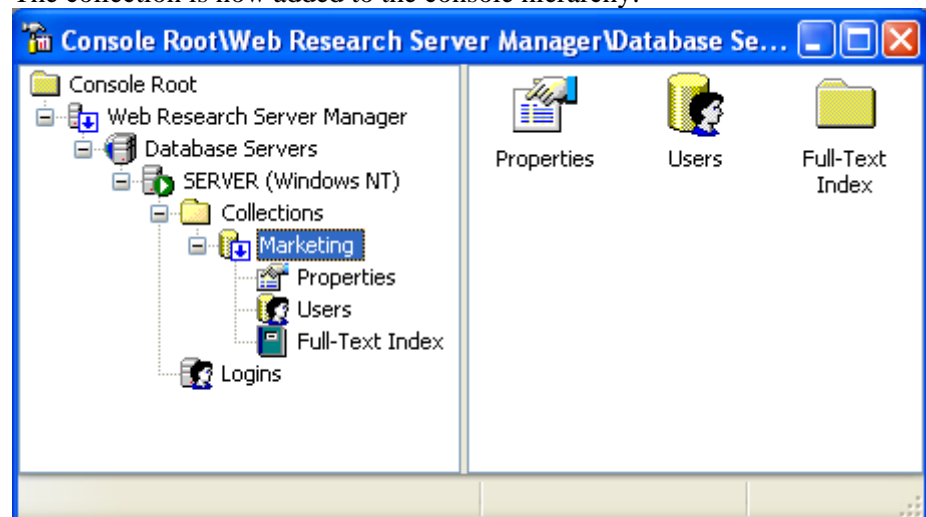 The collection is now added to the console hierarchy.
Console Root\Web Research Server Manager\Database Se...
Console Root
Web Research Server Manager
Database Servers
SERVER (Windows NT)
Collections
Marketing
Properties
Users
Full-Text Index
Logins
Properties
Users
Full-Text
Index